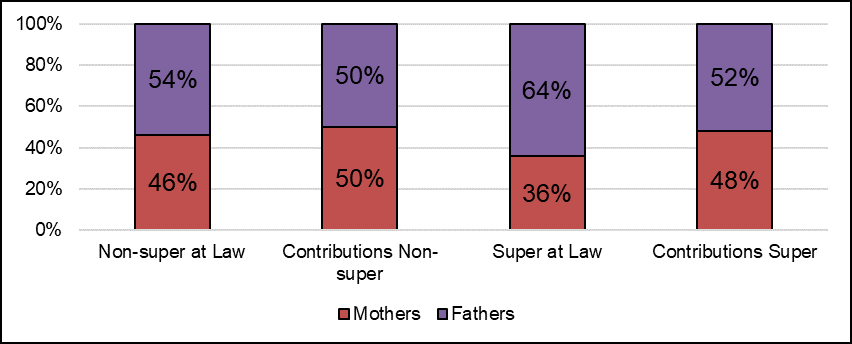 100%
80%
60%
40%
20%
0%
54%
50%
64%
52%
46%
50%
36%
48%
Non-super at Law
Contributions Non-
super
Super at Law
Contributions Super
Mothers
Fathers